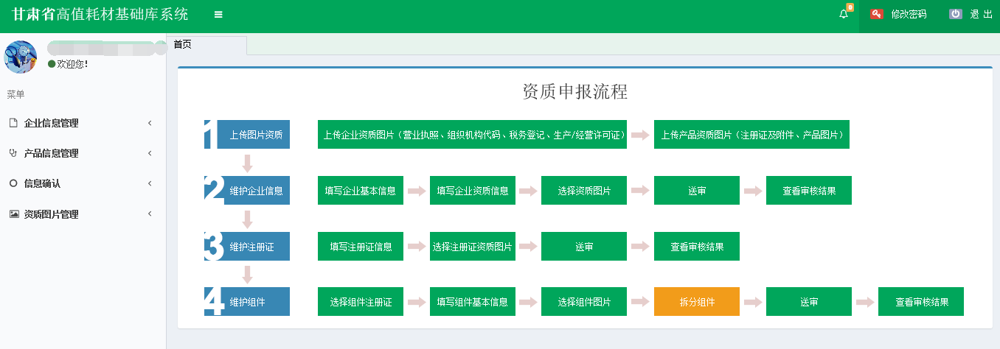 甘肃省高值耗材基础库系统
0
修改密码
退 出
欢迎您!
首页
菜单
企业信息管理
产品信息管理
信息确认
资质图片管理
资质申报流程
1 上传图片资质
上传企业资质图片（营业执照、组织机构代码、税务登记、生产/经营许可证）
上传产品资质图片（注册证及附件、产品图片）
2 维护企业信息
填写企业基本信息
填写企业资质信息
选择资质图片
送审
查看审核结果
3 维护注册证
填写注册证信息
选择注册证资质图片
送审
查看审核结果
4 维护组件
选择组件注册证
填写组件基本信息
选择组件图片
拆分组件
送审
查看审核结果